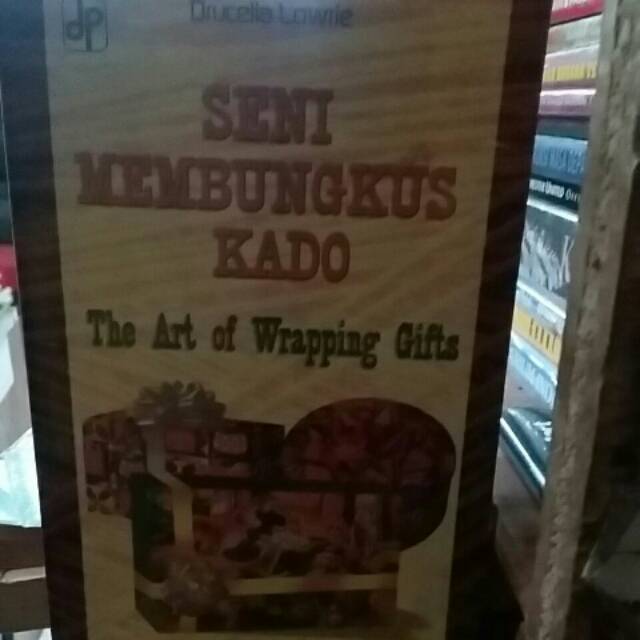 dp
Drucella Lowrie
SENI
MEMBUNGKUS
KADO
The Art of Wrapping Gifts